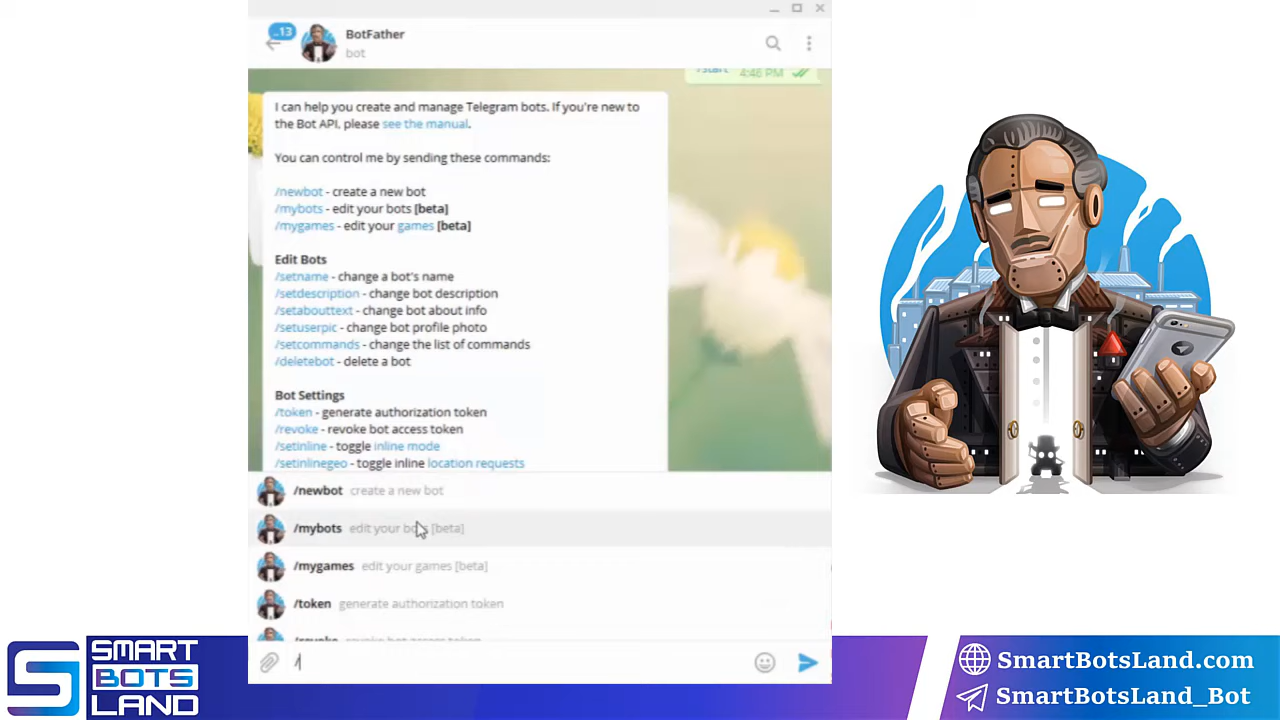 ..13
BotFather
bot
/start 4:46 PM
I can help you create and manage Telegram bots. If you're new to
the Bot API, please see the manual.
You can control me by sending these commands:
/newbot - create a new bot
/mybots - edit your bots [beta]
/mygames - edit your games [beta]
Edit Bots
/setname - change a bot's name
/setdescription - change bot description
/setabouttext - change bot about info
/setuserpic - change bot profile photo
/setcommands - change the list of commands
/deletebot - delete a bot
Bot Settings
/token - generate authorization token
/revoke - revoke bot access token
/setinline - toggle inline mode
/setinlinegeo - toggle inline location requests
/newbot create a new bot
/mybots edit your bots [beta]
/mygames edit your games [beta]
/token generate authorization token
/revoke revoke bot access token
/
SMART
BOTS
LAND
SmartBotsLand.com
SmartBotsLand_Bot